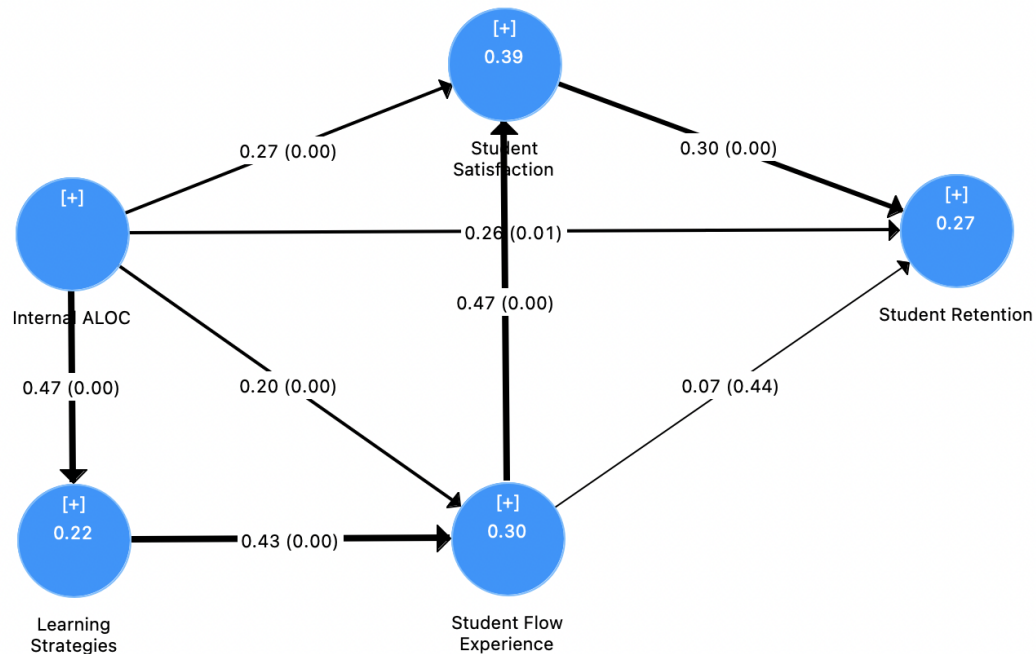 [+]
0.39
Student
Satisfaction
0.27 (0.00)
0.30 (0.00)
[+]
[+]
0.27
0.26 (0.01)
0.47 (0.00)
Internal ALOC
Student Retention
0.47 (0.00)
0.20 (0.00)
0.07 (0.44)
[+]
0.22
[+]
0.30
0.43 (0.00)
Learning
Strategies
Student Flow
Experience